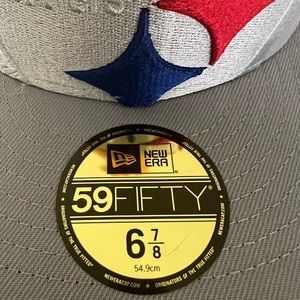 NEW
ERA
59FIFTY®
6 7/8
54.9cm
NEWERACAP.COM
ORIGINATORS OF THE TRUE FITTED